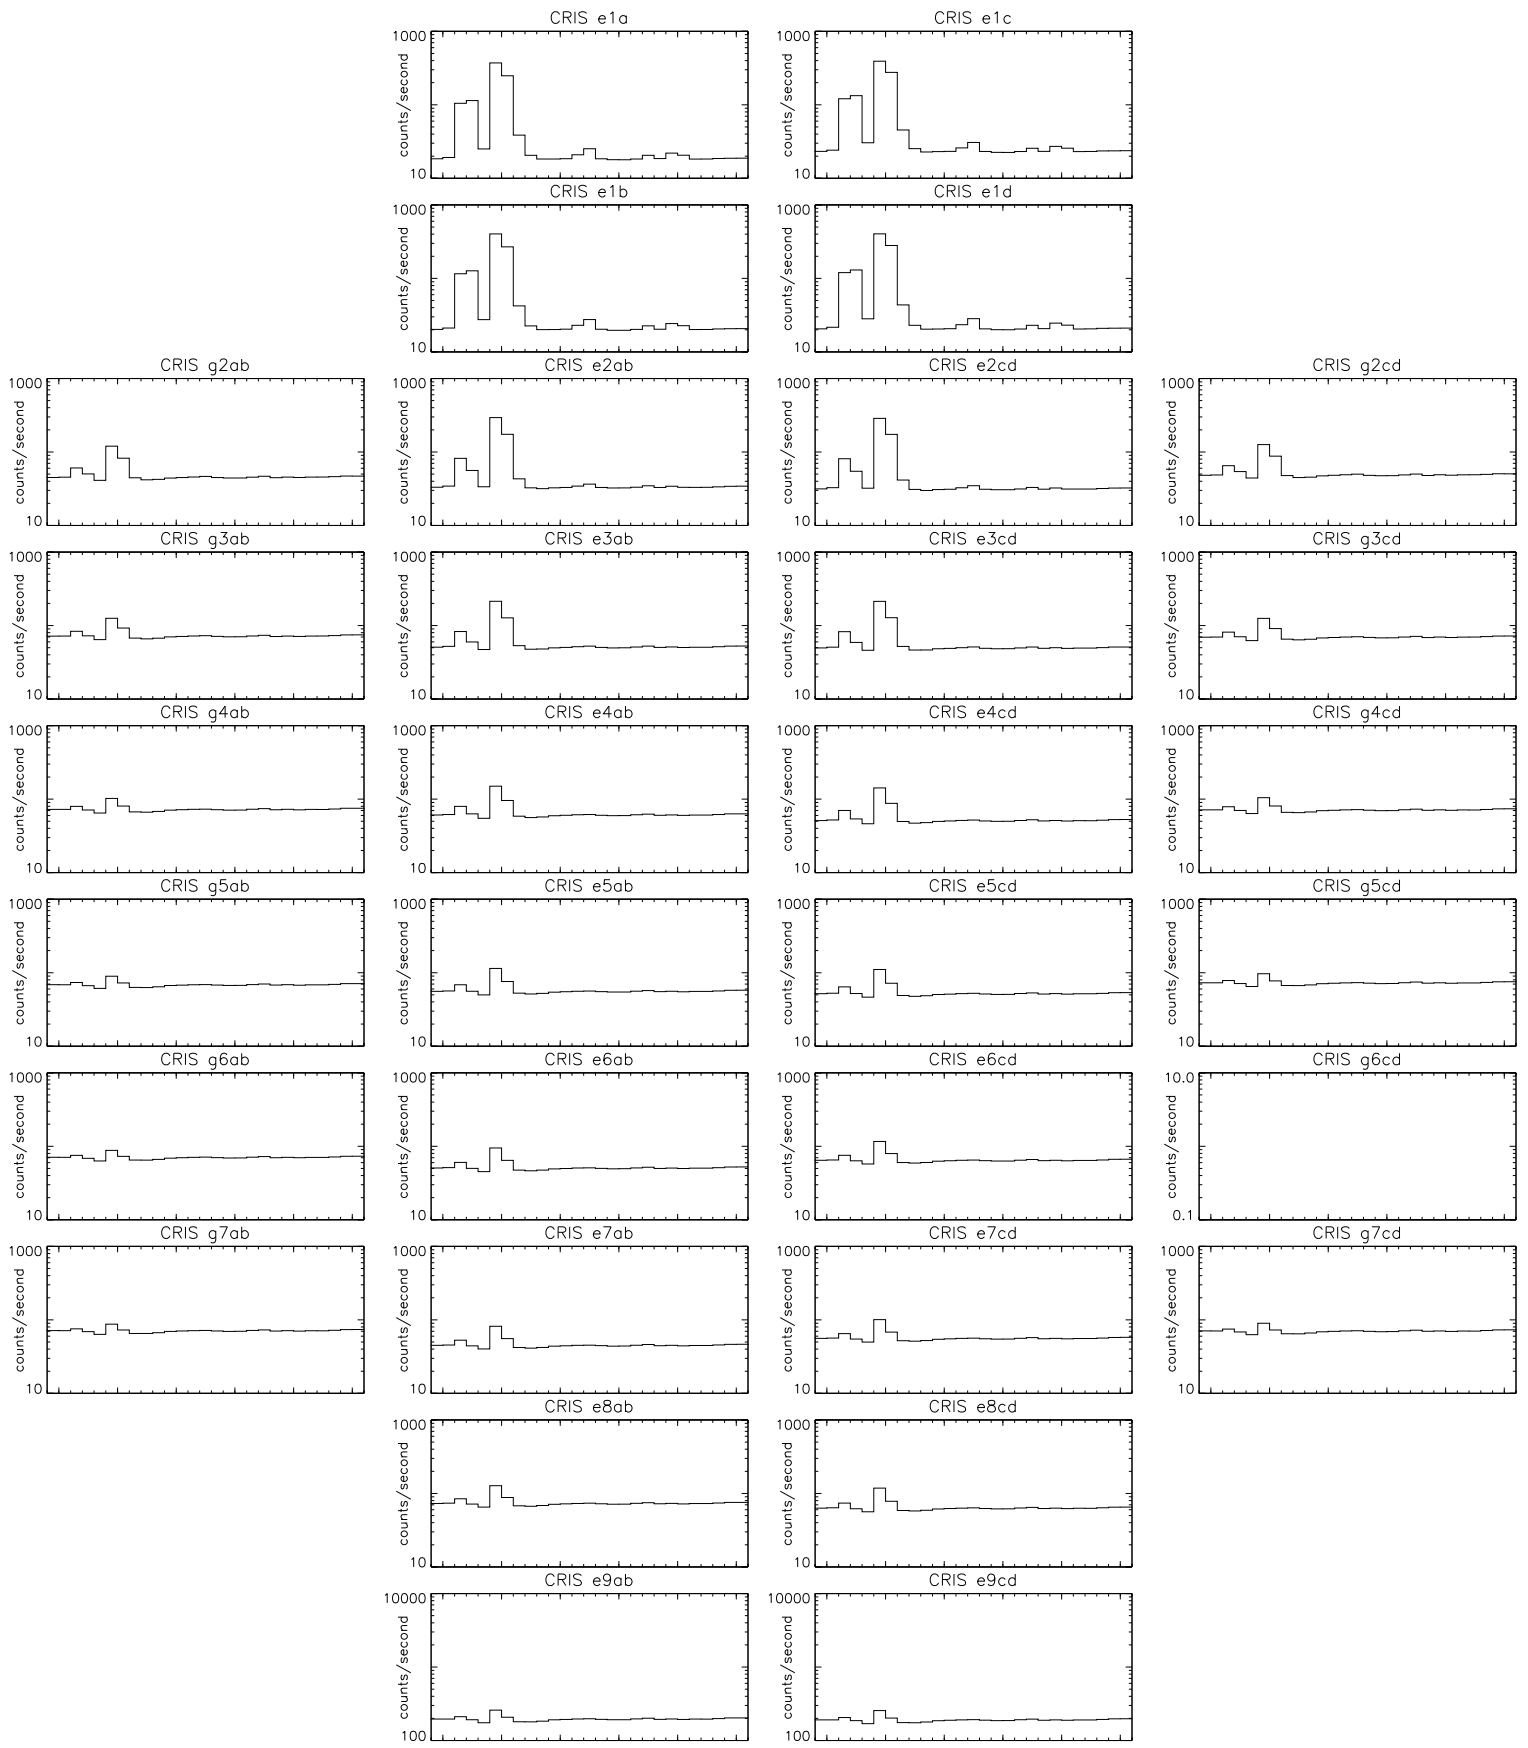 CRIS e1a
CRIS e1c
1000
counts/second
10
1000
counts/second
10
CRIS e1b
CRIS e1d
1000
counts/second
10
1000
counts/second
10
CRIS g2ab
CRIS e2ab
CRIS e2cd
CRIS g2cd
1000
counts/second
10
1000
counts/second
10
1000
counts/second
10
1000
counts/second
10
CRIS g3ab
CRIS e3ab
CRIS e3cd
CRIS g3cd
1000
counts/second
10
1000
counts/second
10
1000
counts/second
10
1000
counts/second
10
CRIS g4ab
CRIS e4ab
CRIS e4cd
CRIS g4cd
1000
counts/second
10
1000
counts/second
10
1000
counts/second
10
1000
counts/second
10
CRIS g5ab
CRIS e5ab
CRIS e5cd
CRIS g5cd
1000
counts/second
10
1000
counts/second
10
1000
counts/second
10
1000
counts/second
10
CRIS g6ab
CRIS e6ab
CRIS e6cd
CRIS g6cd
1000
counts/second
10
1000
counts/second
10
1000
counts/second
10
10.0
counts/second
0.1
CRIS g7ab
CRIS e7ab
CRIS e7cd
CRIS g7cd
1000
counts/second
10
1000
counts/second
10
1000
counts/second
10
1000
counts/second
10
CRIS e8ab
CRIS e8cd
1000
counts/second
10
1000
counts/second
10
CRIS e9ab
CRIS e9cd
10000
counts/second
100
10000
counts/second
100